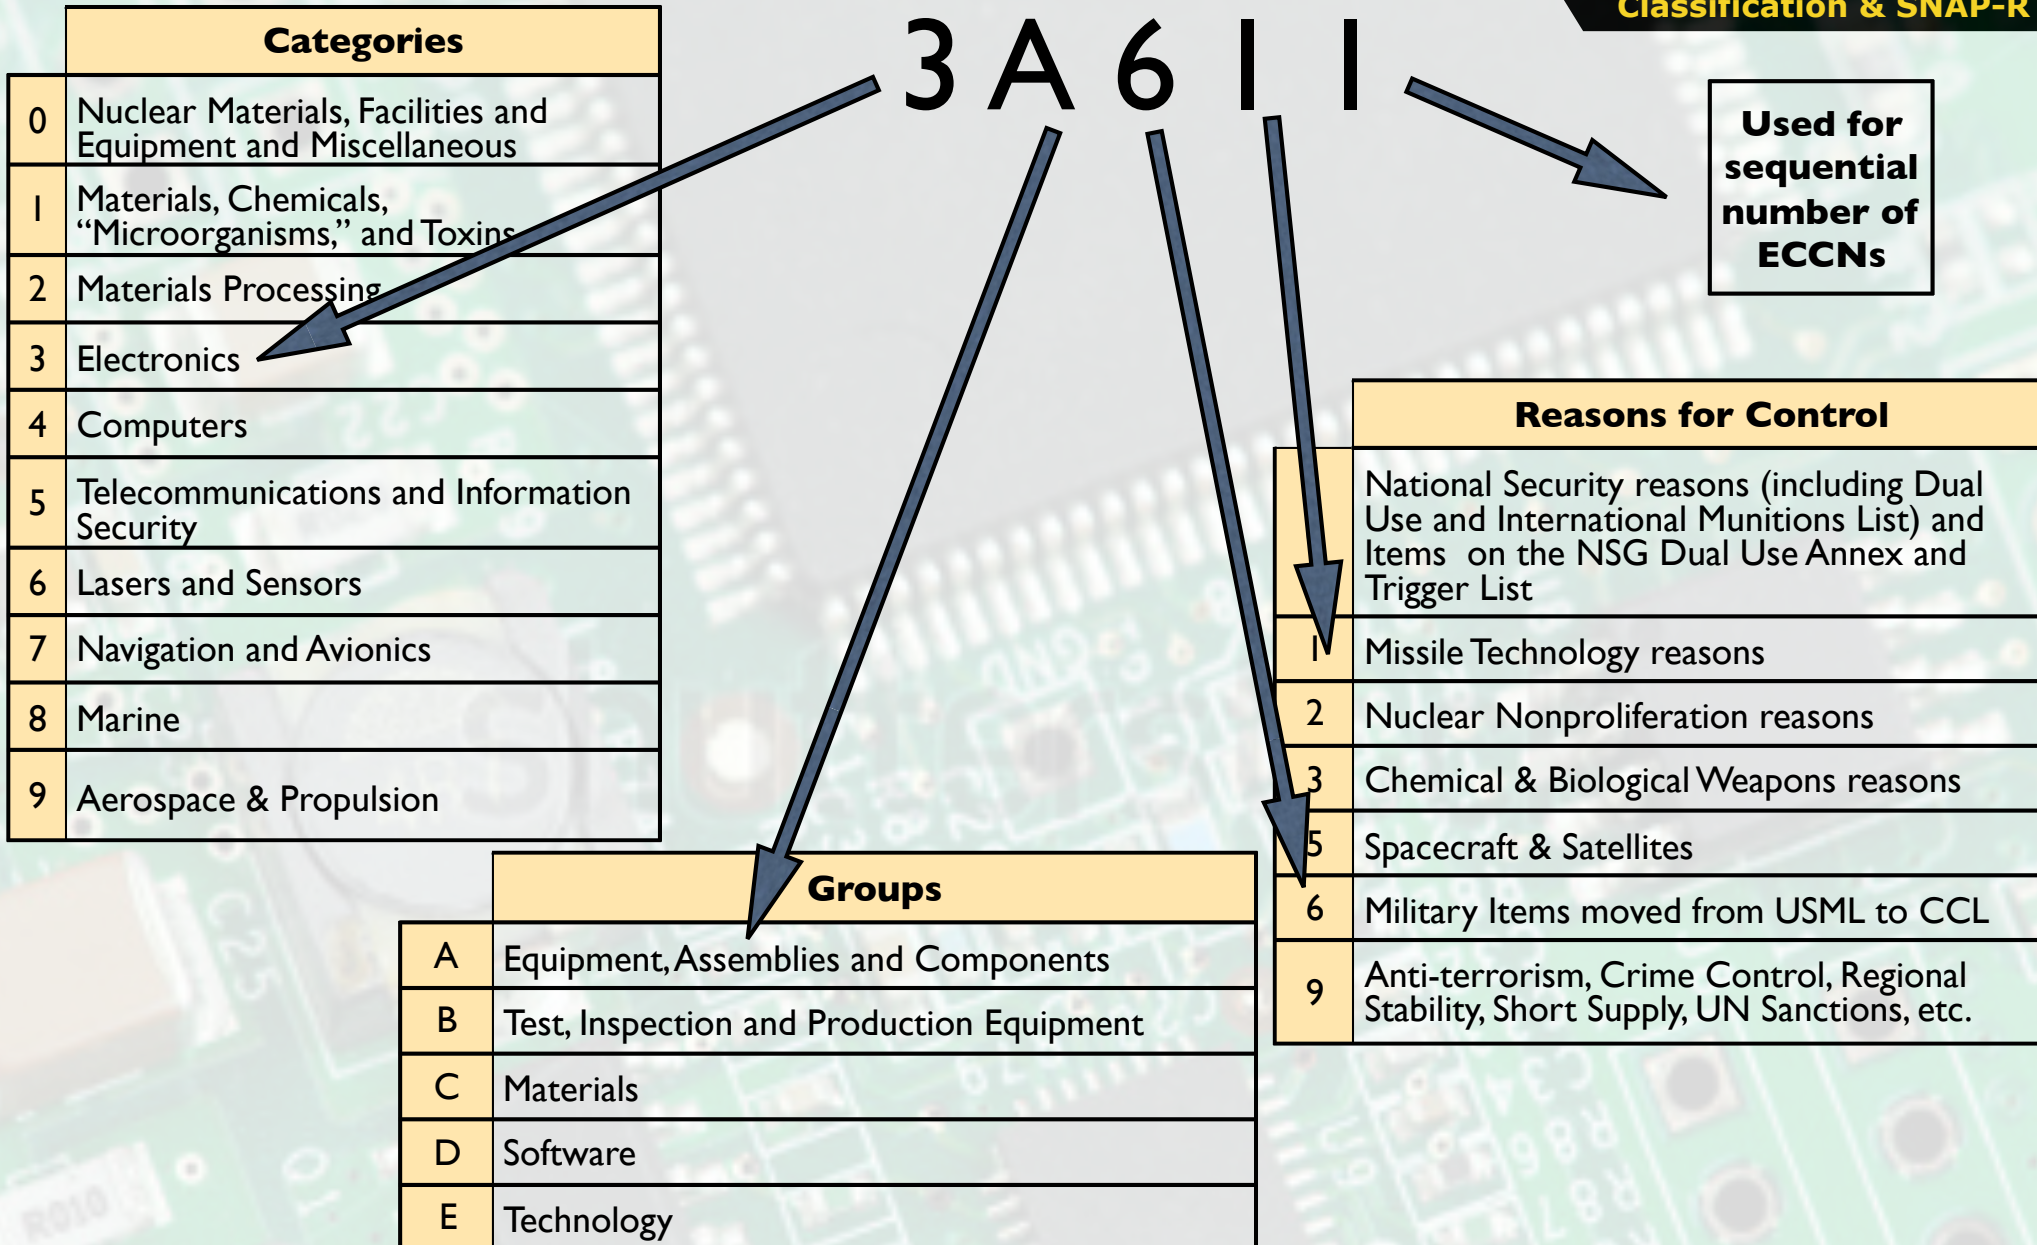 Classification & SNAP-R
3 A 6 1 1
Categories
0 Nuclear Materials, Facilities and
Equipment and Miscellaneous
1 Materials, Chemicals,
“Microorganisms,” and Toxins
2 Materials Processing
3 Electronics
4 Computers
5 Telecommunications and Information
Security
6 Lasers and Sensors
7 Navigation and Avionics
8 Marine
9 Aerospace & Propulsion
Used for
sequential
number of
ECCNs
Reasons for Control
National Security reasons (including Dual
Use and International Munitions List) and
Items on the NSG Dual Use Annex and
Trigger List
1 Missile Technology reasons
2 Nuclear Nonproliferation reasons
3 Chemical & Biological Weapons reasons
5 Spacecraft & Satellites
6 Military Items moved from USML to CCL
9 Anti-terrorism, Crime Control, Regional
Stability, Short Supply, UN Sanctions, etc.
Groups
A Equipment, Assemblies and Components
B Test, Inspection and Production Equipment
C Materials
D Software
E Technology
GND
C25
R010